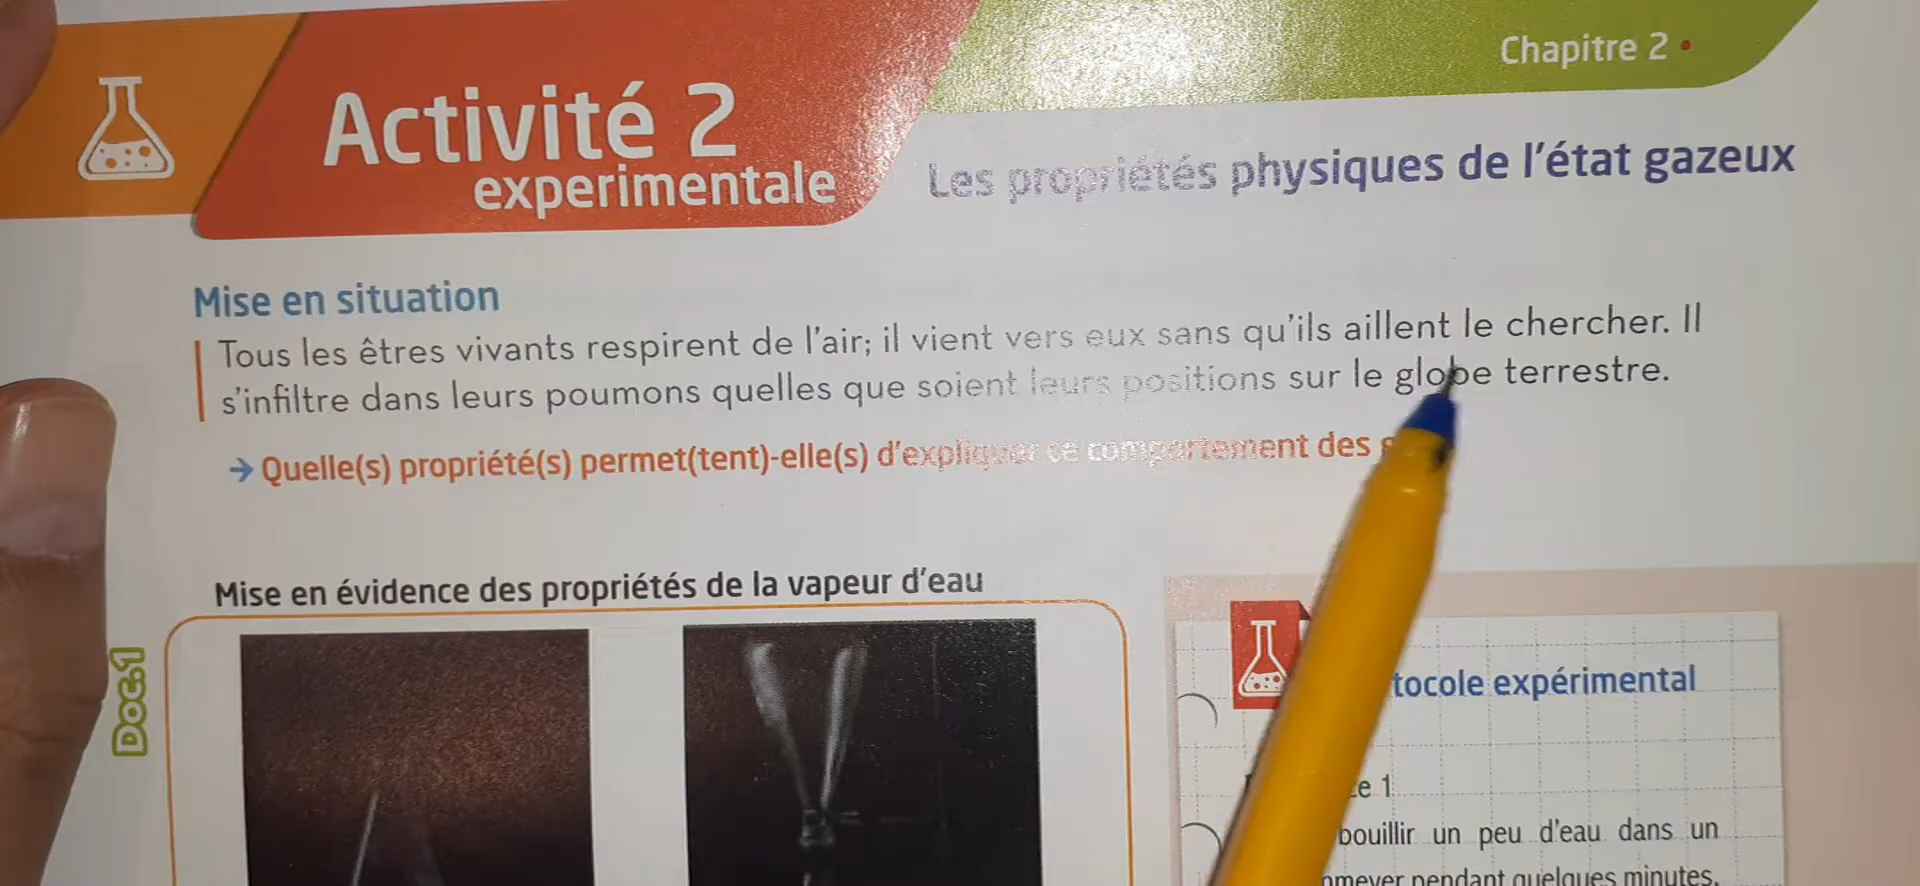 Chapitre 2
Activité 2
expérimentale
Les propriétés physiques de l'état gazeux
Mise en situation
Tous les êtres vivants respirent de l'air; il vient vers eux sans qu'ils aillent le chercher. Il
s'infiltre dans leurs poumons quelles que soient leurs positions sur le globe terrestre.
→ Quelle(s) propriété(s) permet(tent)-elle(s) d'expliquer ce comportement des
Mise en évidence des propriétés de la vapeur d'eau
Doc.1
tocole expérimental
e 1
bouillir un peu d'eau dans un
pendant quelques minutes.